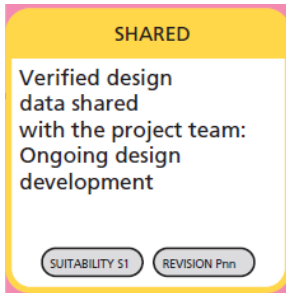 SHARED
Verified design
data shared
with the project team:
Ongoing design
development
SUITABILITY S1 REVISION Pnn